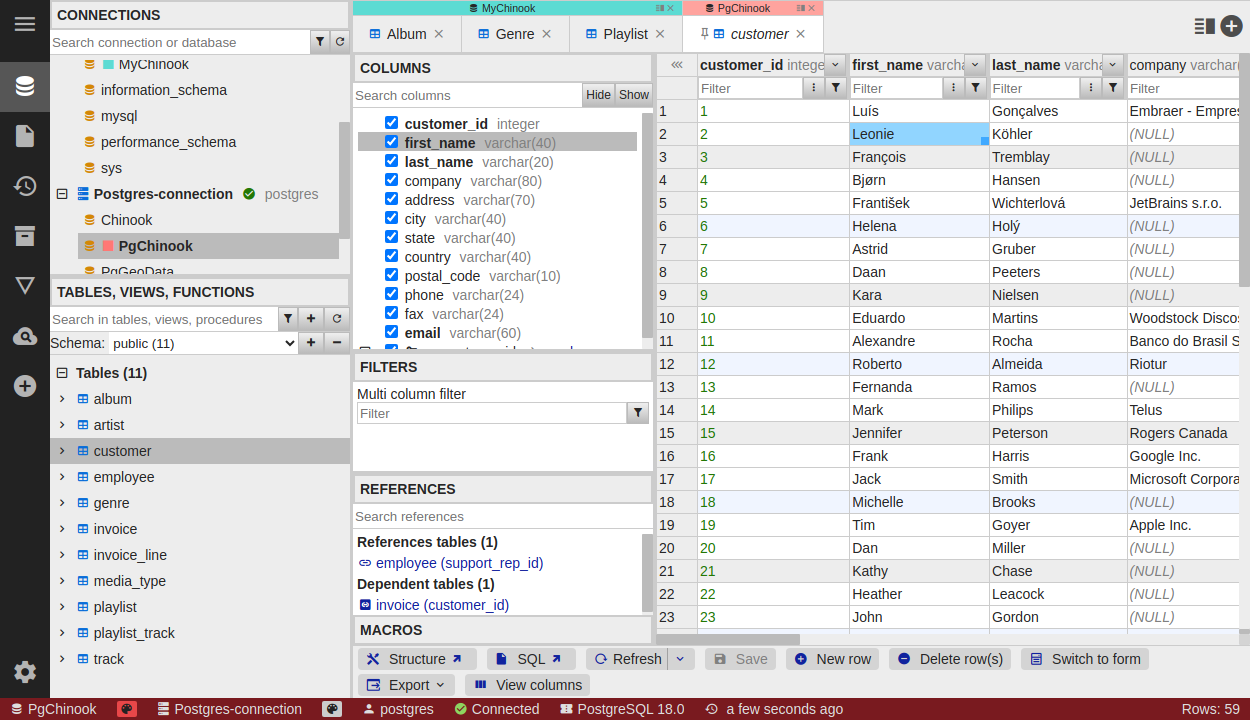 CONNECTIONS
Search connection or database
MyChinook
information_schema
mysql
performance_schema
sys
Postgres-connection postgres
Chinook
PgChinook
PgGeoData
TABLES, VIEWS, FUNCTIONS
Search in tables, views, procedures
Schema: public (11)
Tables (11)
album
artist
customer
employee
genre
invoice
invoice_line
media_type
playlist
playlist_track
track
MyChinook
PgChinook
Album
Genre
Playlist
customer
COLUMNS
Search columns
Hide Show
customer_id integer
first_name varchar(40)
last_name varchar(20)
company varchar(80)
address varchar(70)
city varchar(40)
state varchar(40)
country varchar(40)
postal_code varchar(10)
phone varchar(24)
fax varchar(24)
email varchar(60)
FILTERS
Multi column filter
Filter
REFERENCES
Search references
References tables (1)
employee (support_rep_id)
Dependent tables (1)
invoice (customer_id)
MACROS
customer_id intege first_name varcha last_name varcha company varchar(
Filter Filter Filter Filter
1 1 Luís Gonçalves Embraer - Empres
2 2 Leonie Köhler (NULL)
3 3 François Tremblay (NULL)
4 4 Bjørn Hansen (NULL)
5 5 František Wichterlová JetBrains s.r.o.
6 6 Helena Holý (NULL)
7 7 Astrid Gruber (NULL)
8 8 Daan Peeters (NULL)
9 9 Kara Nielsen (NULL)
10 10 Eduardo Martins Woodstock Discos
11 11 Alexandre Rocha Banco do Brasil S
12 12 Roberto Almeida Riotur
13 13 Fernanda Ramos (NULL)
14 14 Mark Philips Telus
15 15 Jennifer Peterson Rogers Canada
16 16 Frank Harris Google Inc.
17 17 Jack Smith Microsoft Corpora
18 18 Michelle Brooks (NULL)
19 19 Tim Goyer Apple Inc.
20 20 Dan Miller (NULL)
21 21 Kathy Chase (NULL)
22 22 Heather Leacock (NULL)
23 23 John Gordon (NULL)
Structure SQL Refresh Save New row Delete row(s) Switch to form
Export View columns
PgChinook Postgres-connection postgres Connected PostgreSQL 18.0 a few seconds ago Rows: 59